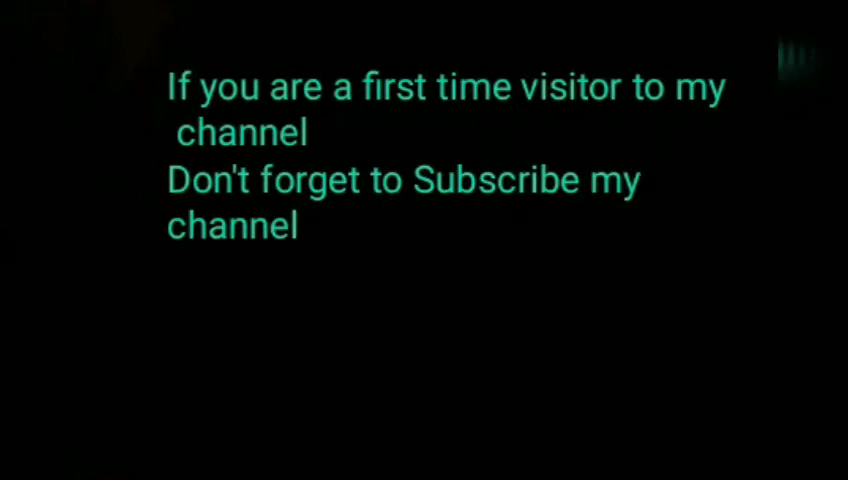 If you are a first time visitor to my
channel
Don't forget to Subscribe my
channel